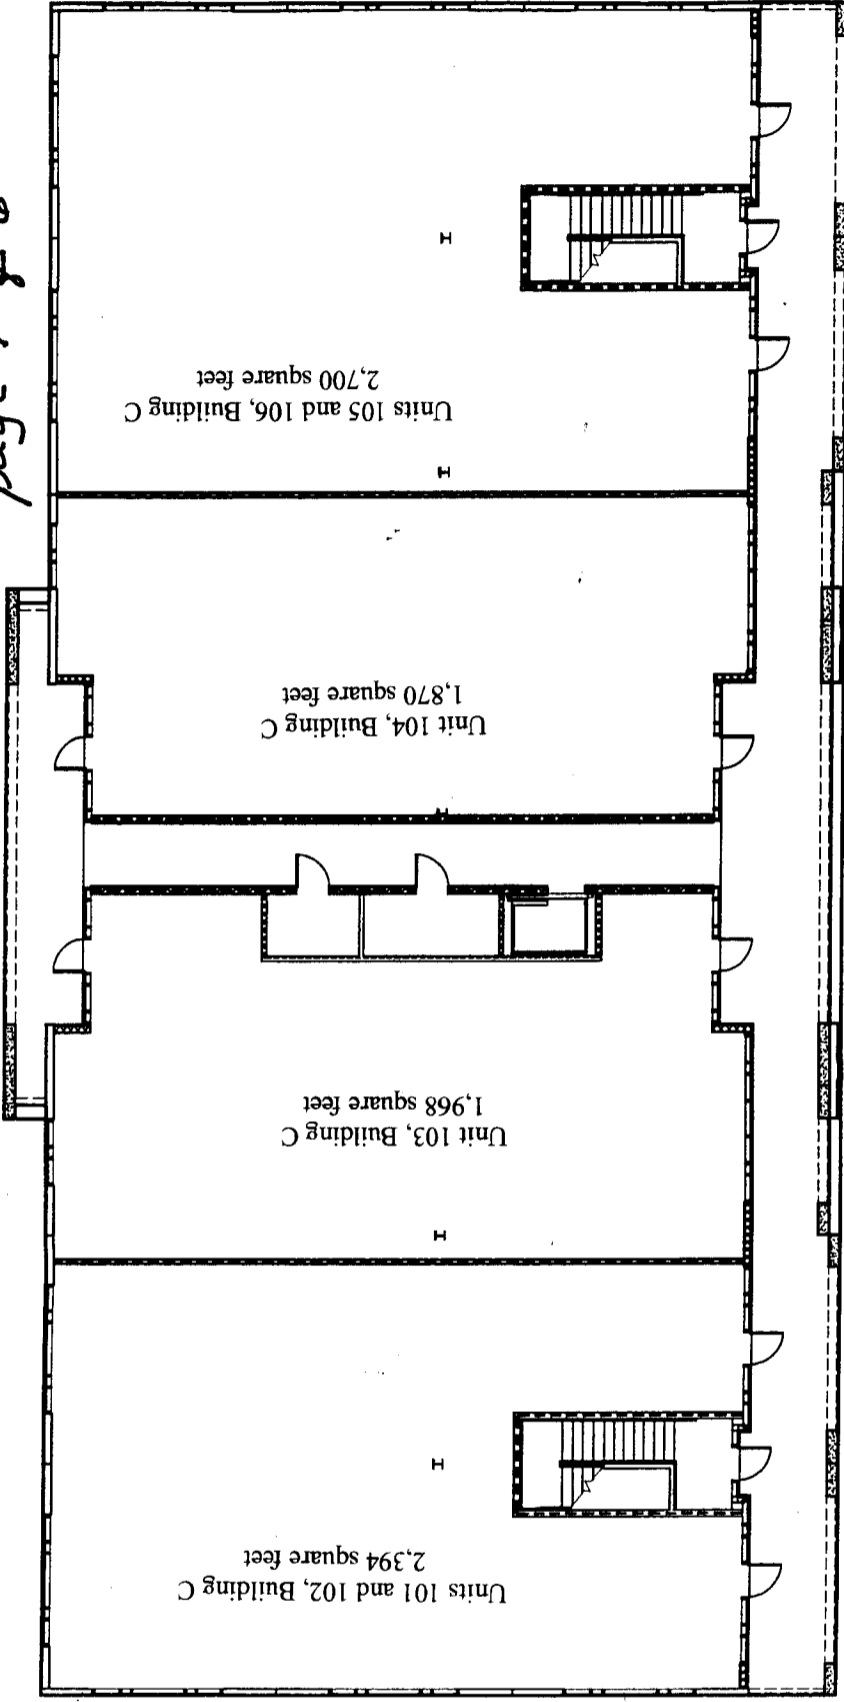 Units 101 and 102, Building C
2,394 square feet
Unit 103, Building C
1,968 square feet
Unit 104, Building C
1,870 square feet
Units 105 and 106, Building C
2,700 square feet
page